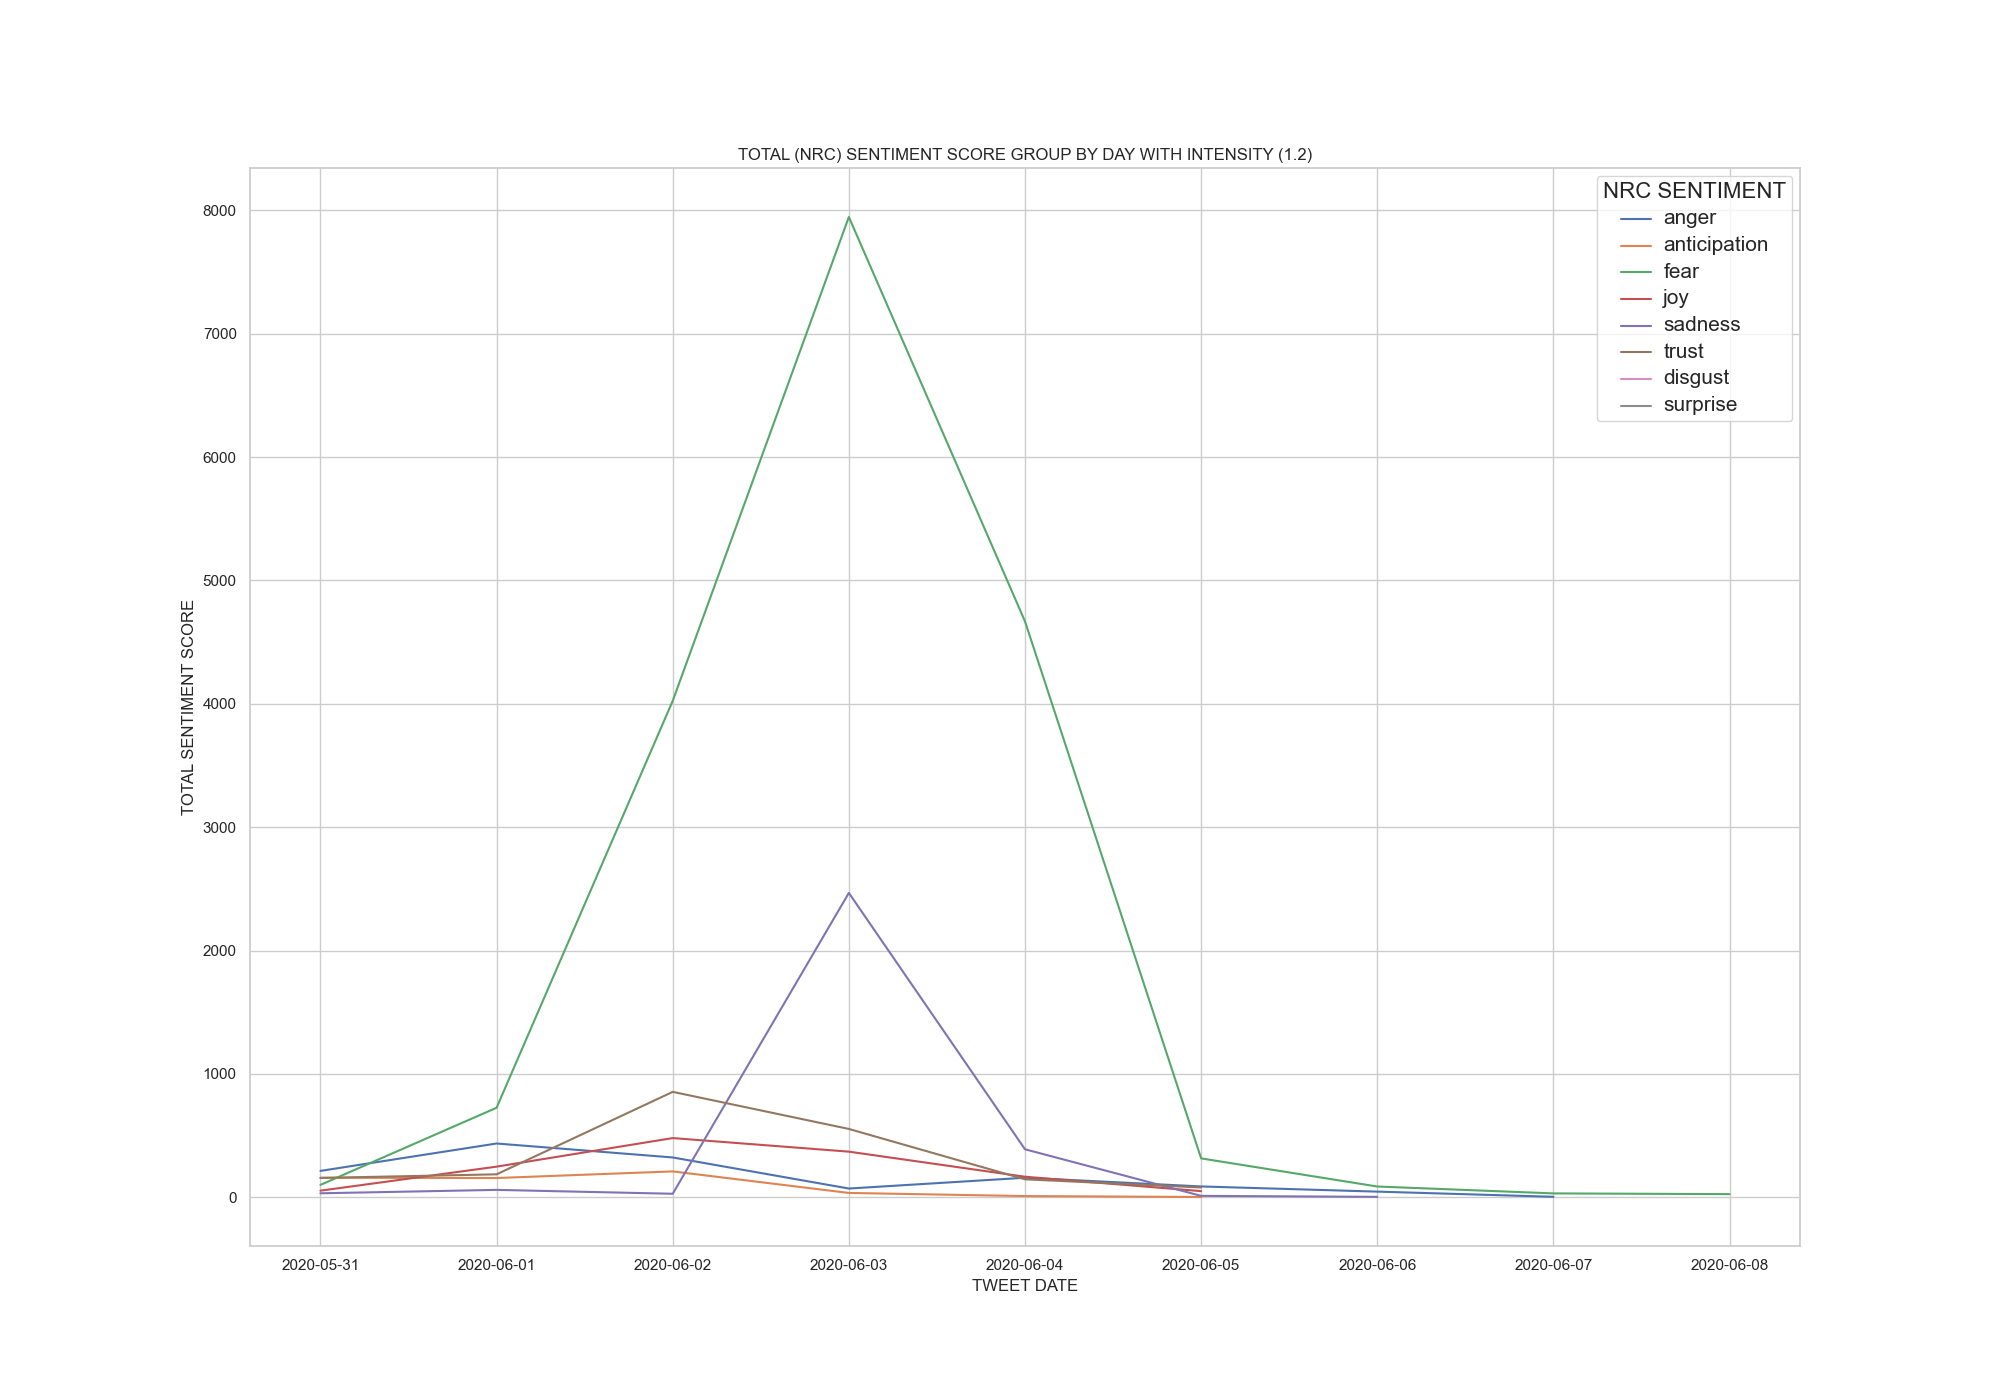 TOTAL (NRC) SENTIMENT SCORE GROUP BY DAY WITH INTENSITY (1.2)
NRC SENTIMENT
anger
anticipation
fear
joy
sadness
trust
disgust
surprise
TOTAL SENTIMENT SCORE
8000
7000
6000
5000
4000
3000
2000
1000
0
2020-05-31 2020-06-01 2020-06-02 2020-06-03 2020-06-04 2020-06-05 2020-06-06 2020-06-07 2020-06-08
TWEET DATE